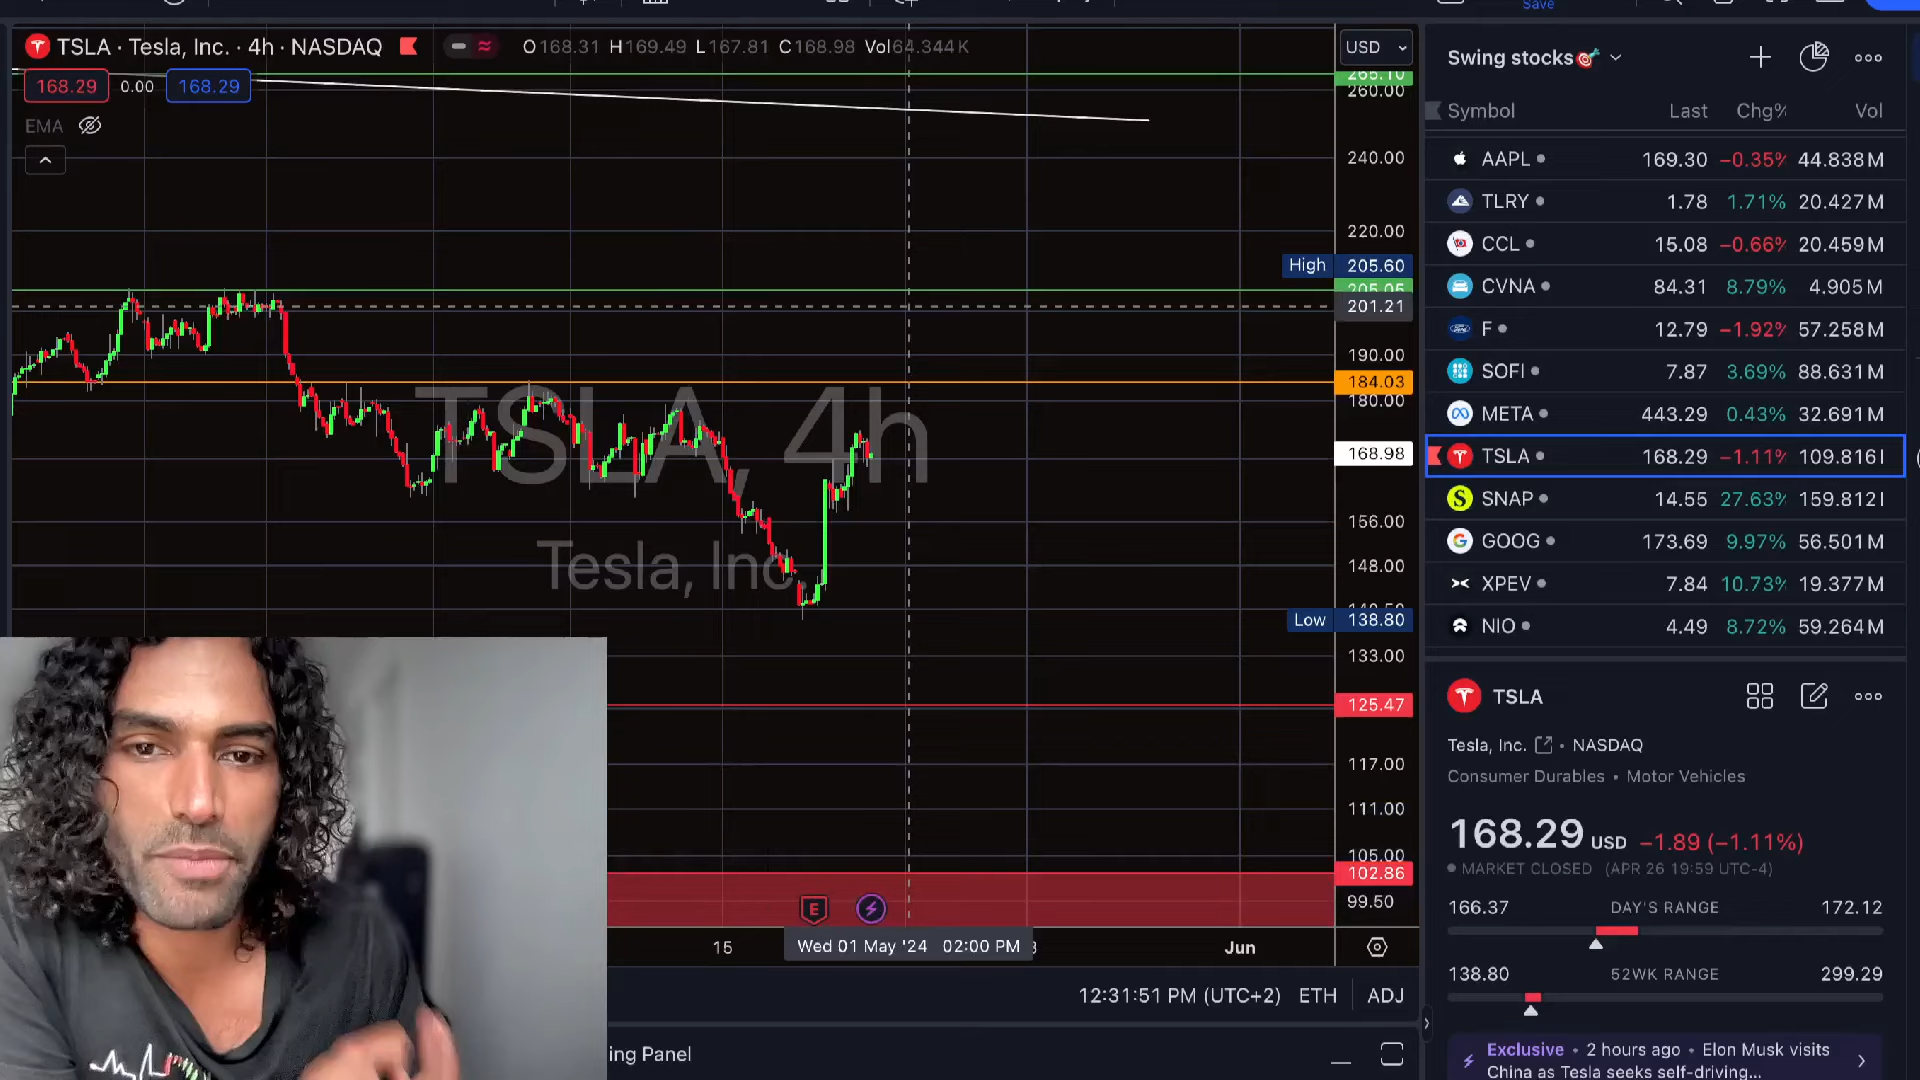 Save
TSLA · Tesla, Inc. · 4h · NASDAQ
O168.31 H169.49 L167.81 C168.98 Vol64.344K
168.29 0.00 168.29
EMA
USD
265.10
260.00
240.00
220.00
High 205.60
205.05
201.21
190.00
184.03
180.00
168.98
156.00
148.00
Low 138.80
133.00
125.47
117.00
111.00
105.00
102.86
99.50
TSLA, 4h
Tesla, Inc.
E
15 Wed 01 May '24 02:00 PM Jun
12:31:51 PM (UTC+2) ETH ADJ
ing Panel
Swing stocks🎯
Symbol Last Chg% Vol
AAPL 169.30 −0.35% 44.838M
TLRY 1.78 1.71% 20.427M
CCL 15.08 −0.66% 20.459M
CVNA 84.31 8.79% 4.905M
F 12.79 −1.92% 57.258M
SOFI 7.87 3.69% 88.631M
META 443.29 0.43% 32.691M
TSLA 168.29 −1.11% 109.816
SNAP 14.55 27.63% 159.812
GOOG 173.69 9.97% 56.501M
XPEV 7.84 10.73% 19.377M
NIO 4.49 8.72% 59.264M
TSLA
Tesla, Inc. • NASDAQ
Consumer Durables • Motor Vehicles
168.29 USD −1.89 (−1.11%)
MARKET CLOSED (APR 26 19:59 UTC-4)
166.37 DAY'S RANGE 172.12
138.80 52WK RANGE 299.29
Exclusive • 2 hours ago • Elon Musk visits
China as Tesla seeks self-driving...